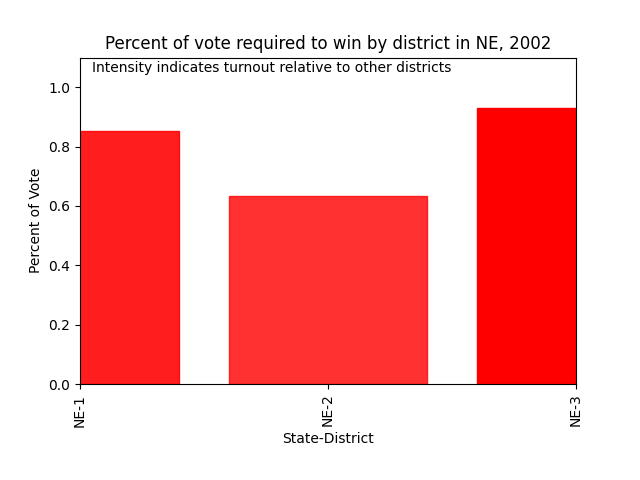 Percent of vote required to win by district in NE, 2002
Intensity indicates turnout relative to other districts
1.0
0.8
0.6
0.4
0.2
0.0
Percent of Vote
NE-1
NE-2
NE-3
State-District